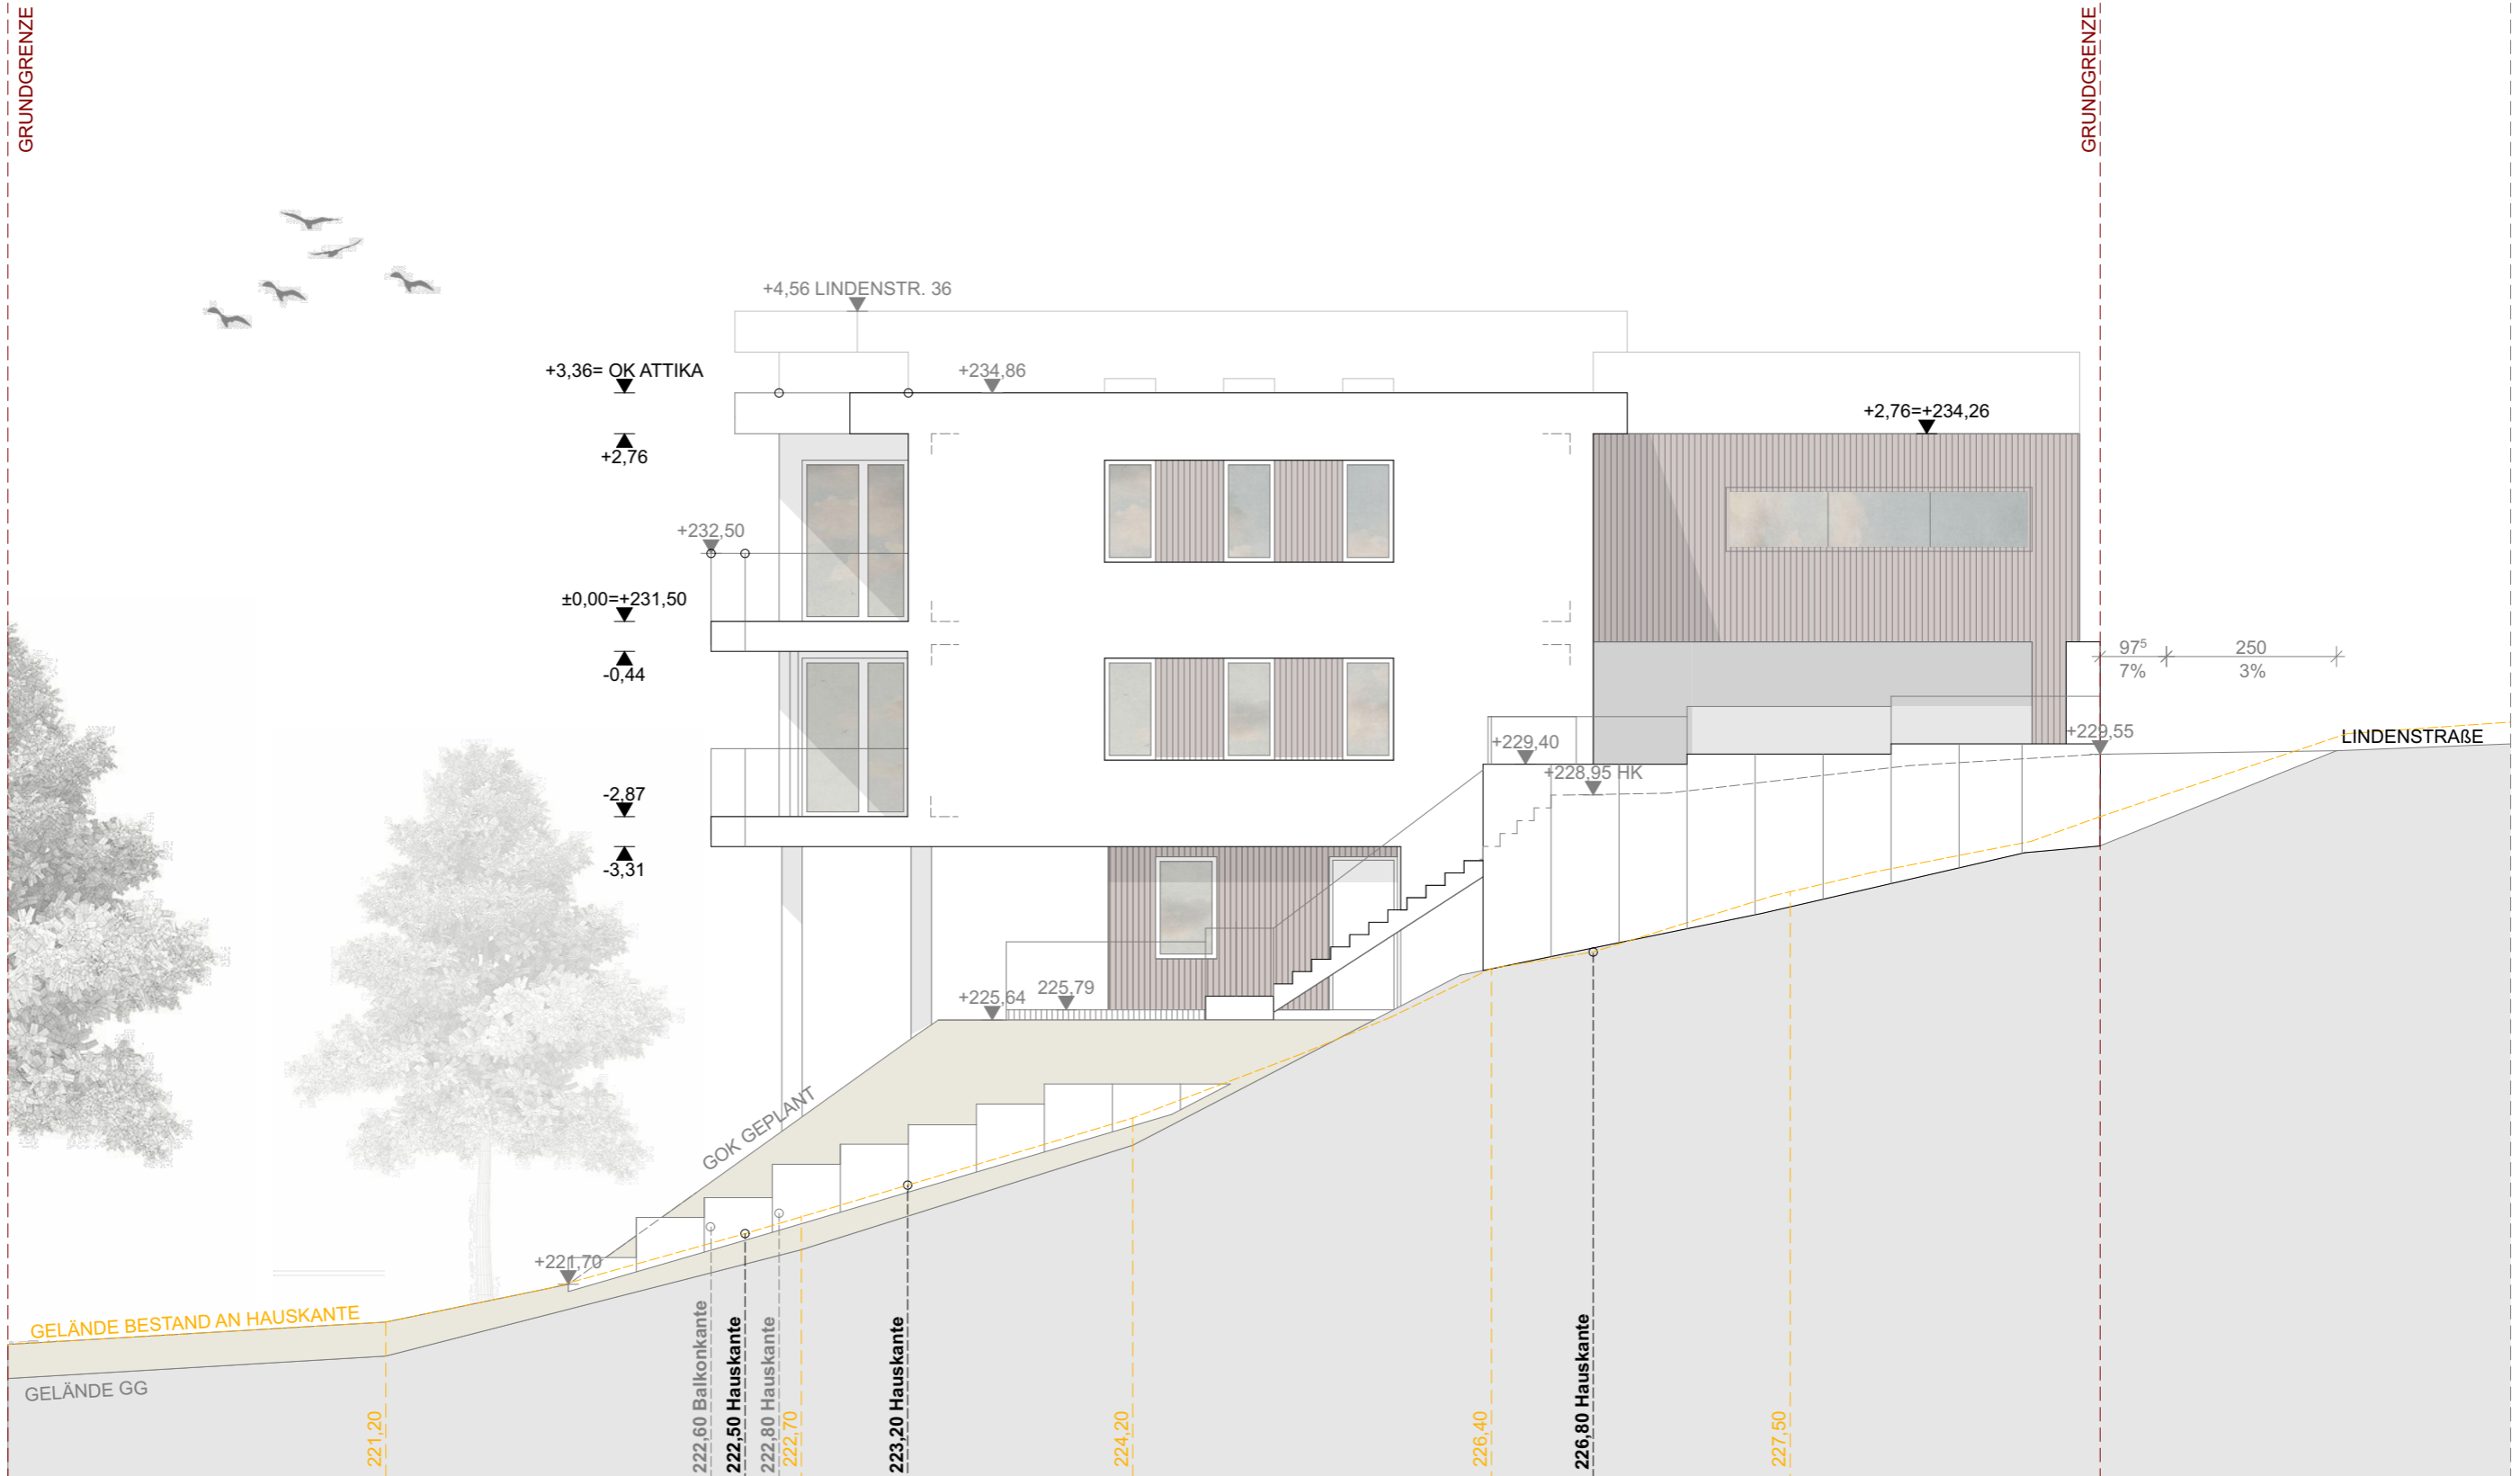 GRUNDGRENZE
GRUNDGRENZE
+4,56 LINDENSTR. 36
+3,36= OK ATTIKA
+234,86
+2,76=+234,26
+2,76
+232,50
±0,00=+231,50
-0,44
97⁵
250
7%
3%
+229,55
LINDENSTRAßE
+229,40
+228,95 HK
-2,87
-3,31
225,79
+225,64
GOK GEPLANT
+221,70
GELÄNDE BESTAND AN HAUSKANTE
GELÄNDE GG
221,20
222,60 Balkonkante
222,50 Hauskante
222,80 Hauskante
222,70
223,20 Hauskante
224,20
226,40
226,80 Hauskante
227,50